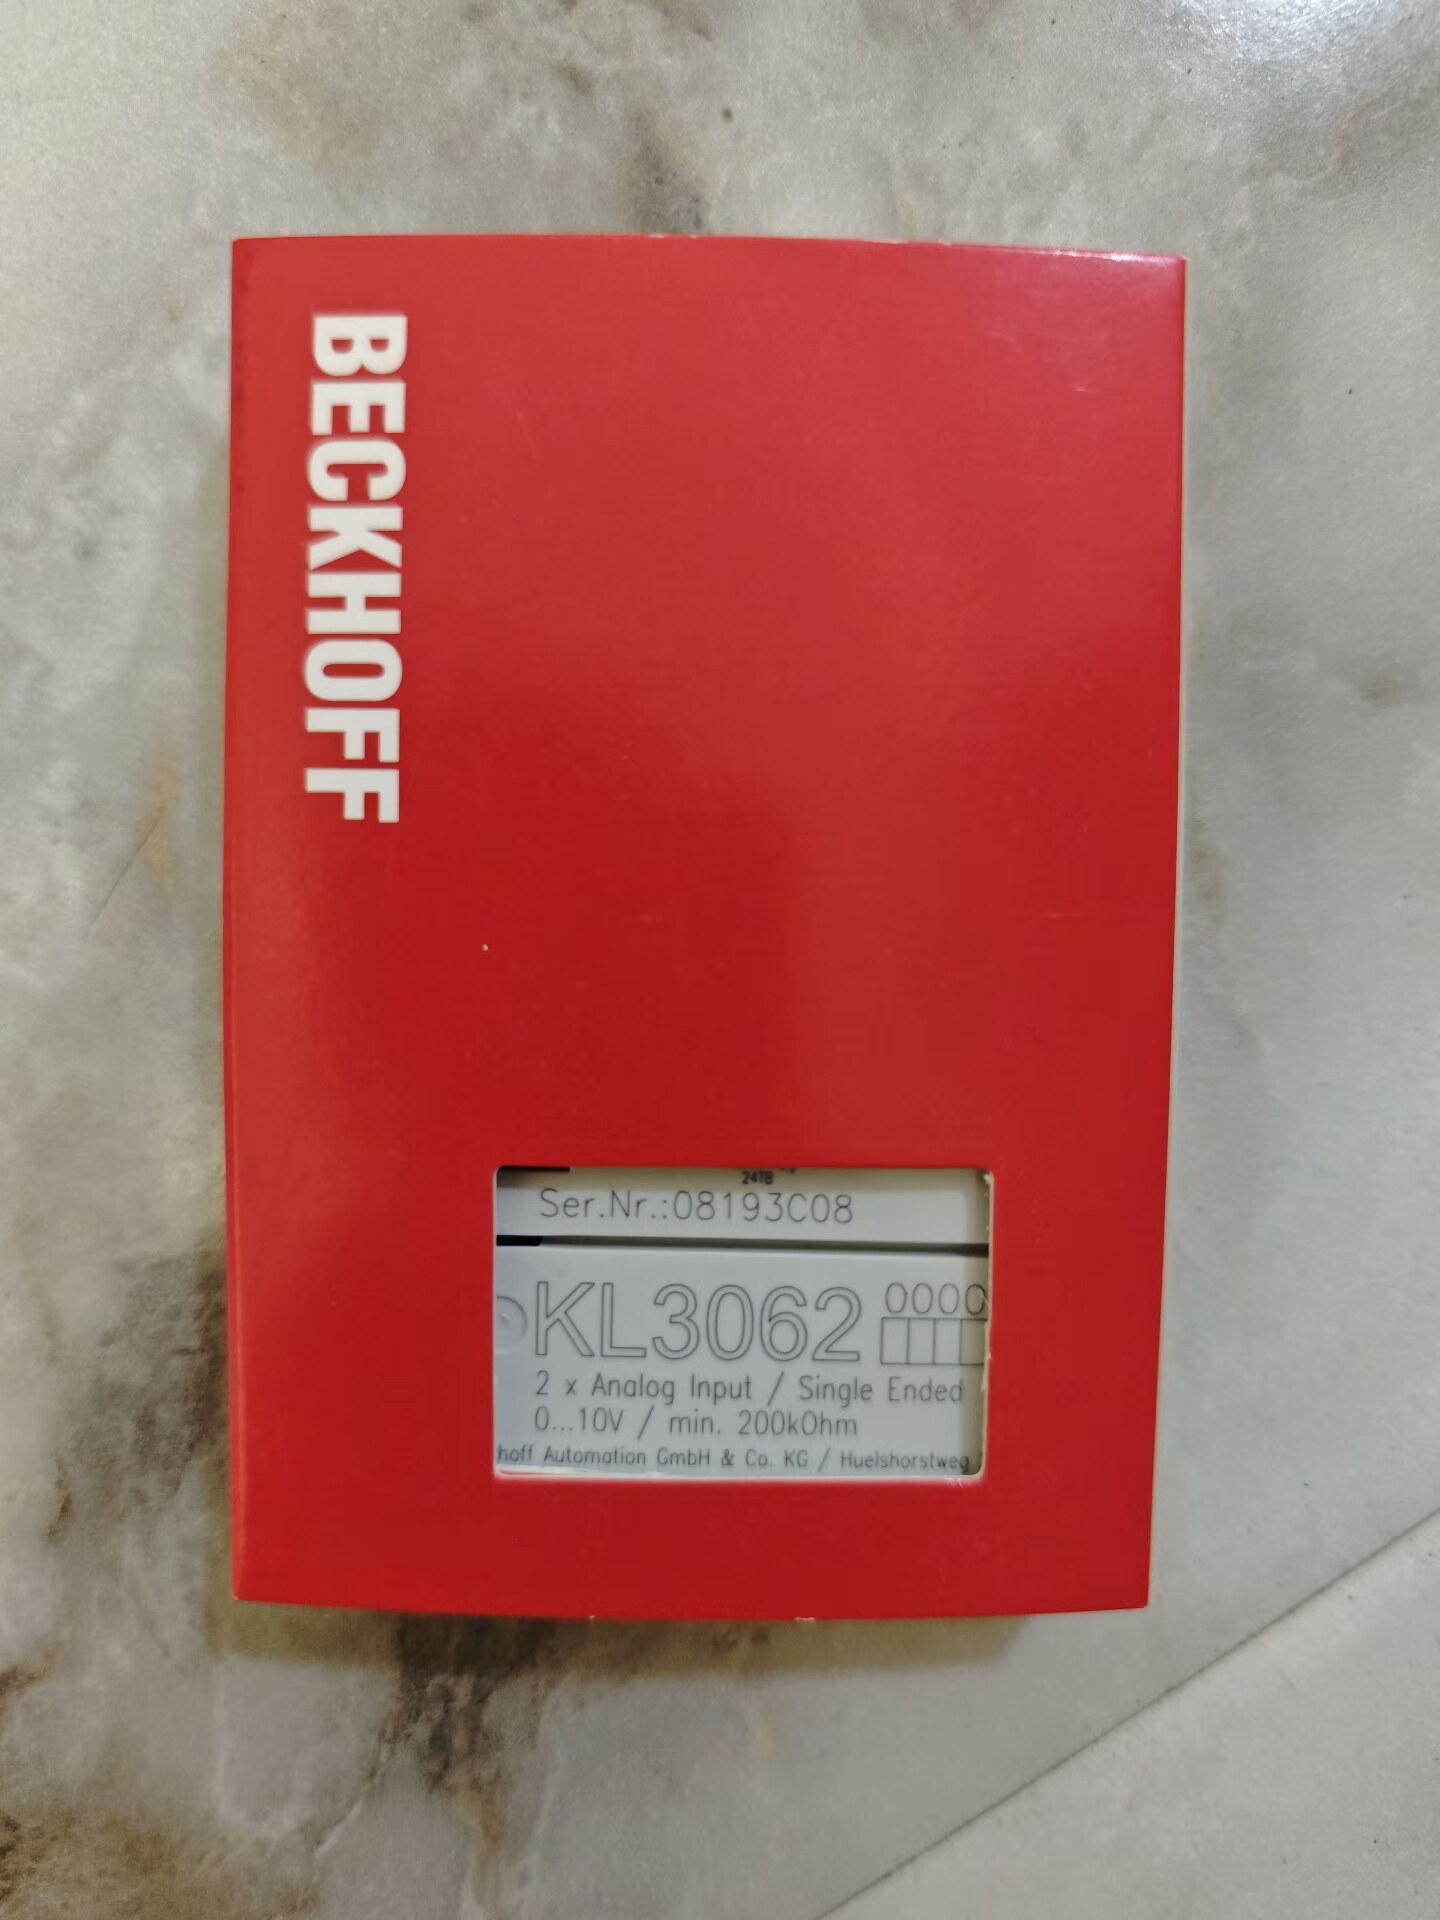 BECKHOFF
24TB
Ser.Nr.:08193C08
KL3062
2 x Analog Input / Single Ended
0...10V / min. 200kOhm
hoff Automation GmbH & Co. KG / Huelshorstweg